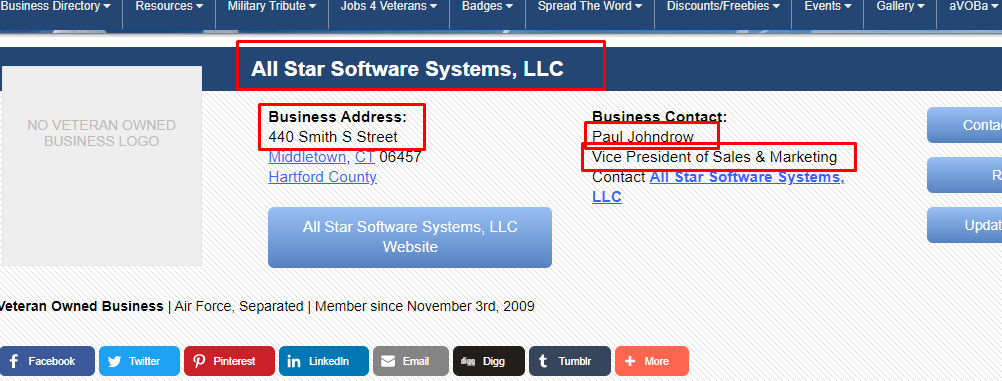 Business Directory Resources Military Tribute Jobs 4 Veterans Badges Spread The Word Discounts/Freebies Events Gallery aVOBa
All Star Software Systems, LLC
NO VETERAN OWNED
BUSINESS LOGO
Business Address:
440 Smith S Street
Middletown, CT 06457
Hartford County
All Star Software Systems, LLC
Website
Business Contact:
Paul Johndrow
Vice President of Sales & Marketing
Contact All Star Software Systems,
LLC
Conta
R
Updat
Veteran Owned Business | Air Force, Separated | Member since November 3rd, 2009
Facebook Twitter Pinterest LinkedIn Email Digg Tumblr More